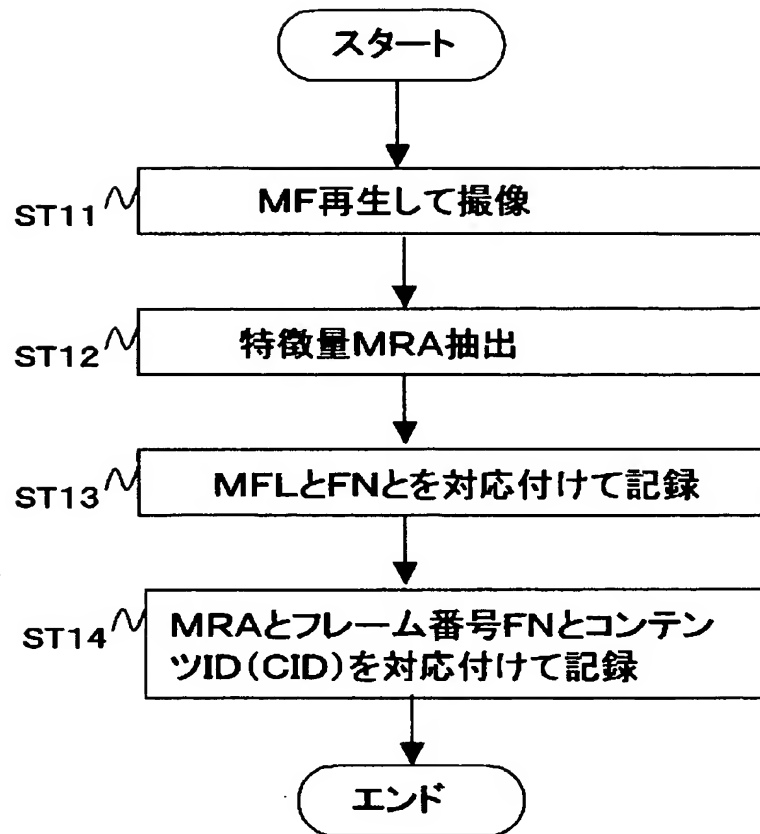 スタート
ST11
MF再生して撮像
ST12
特徴量MRA抽出
ST13
MFLとFNとを対応付けて記録
ST14
MRAとフレーム番号FNとコンテン
ツID(CID)を対応付けて記録
エンド